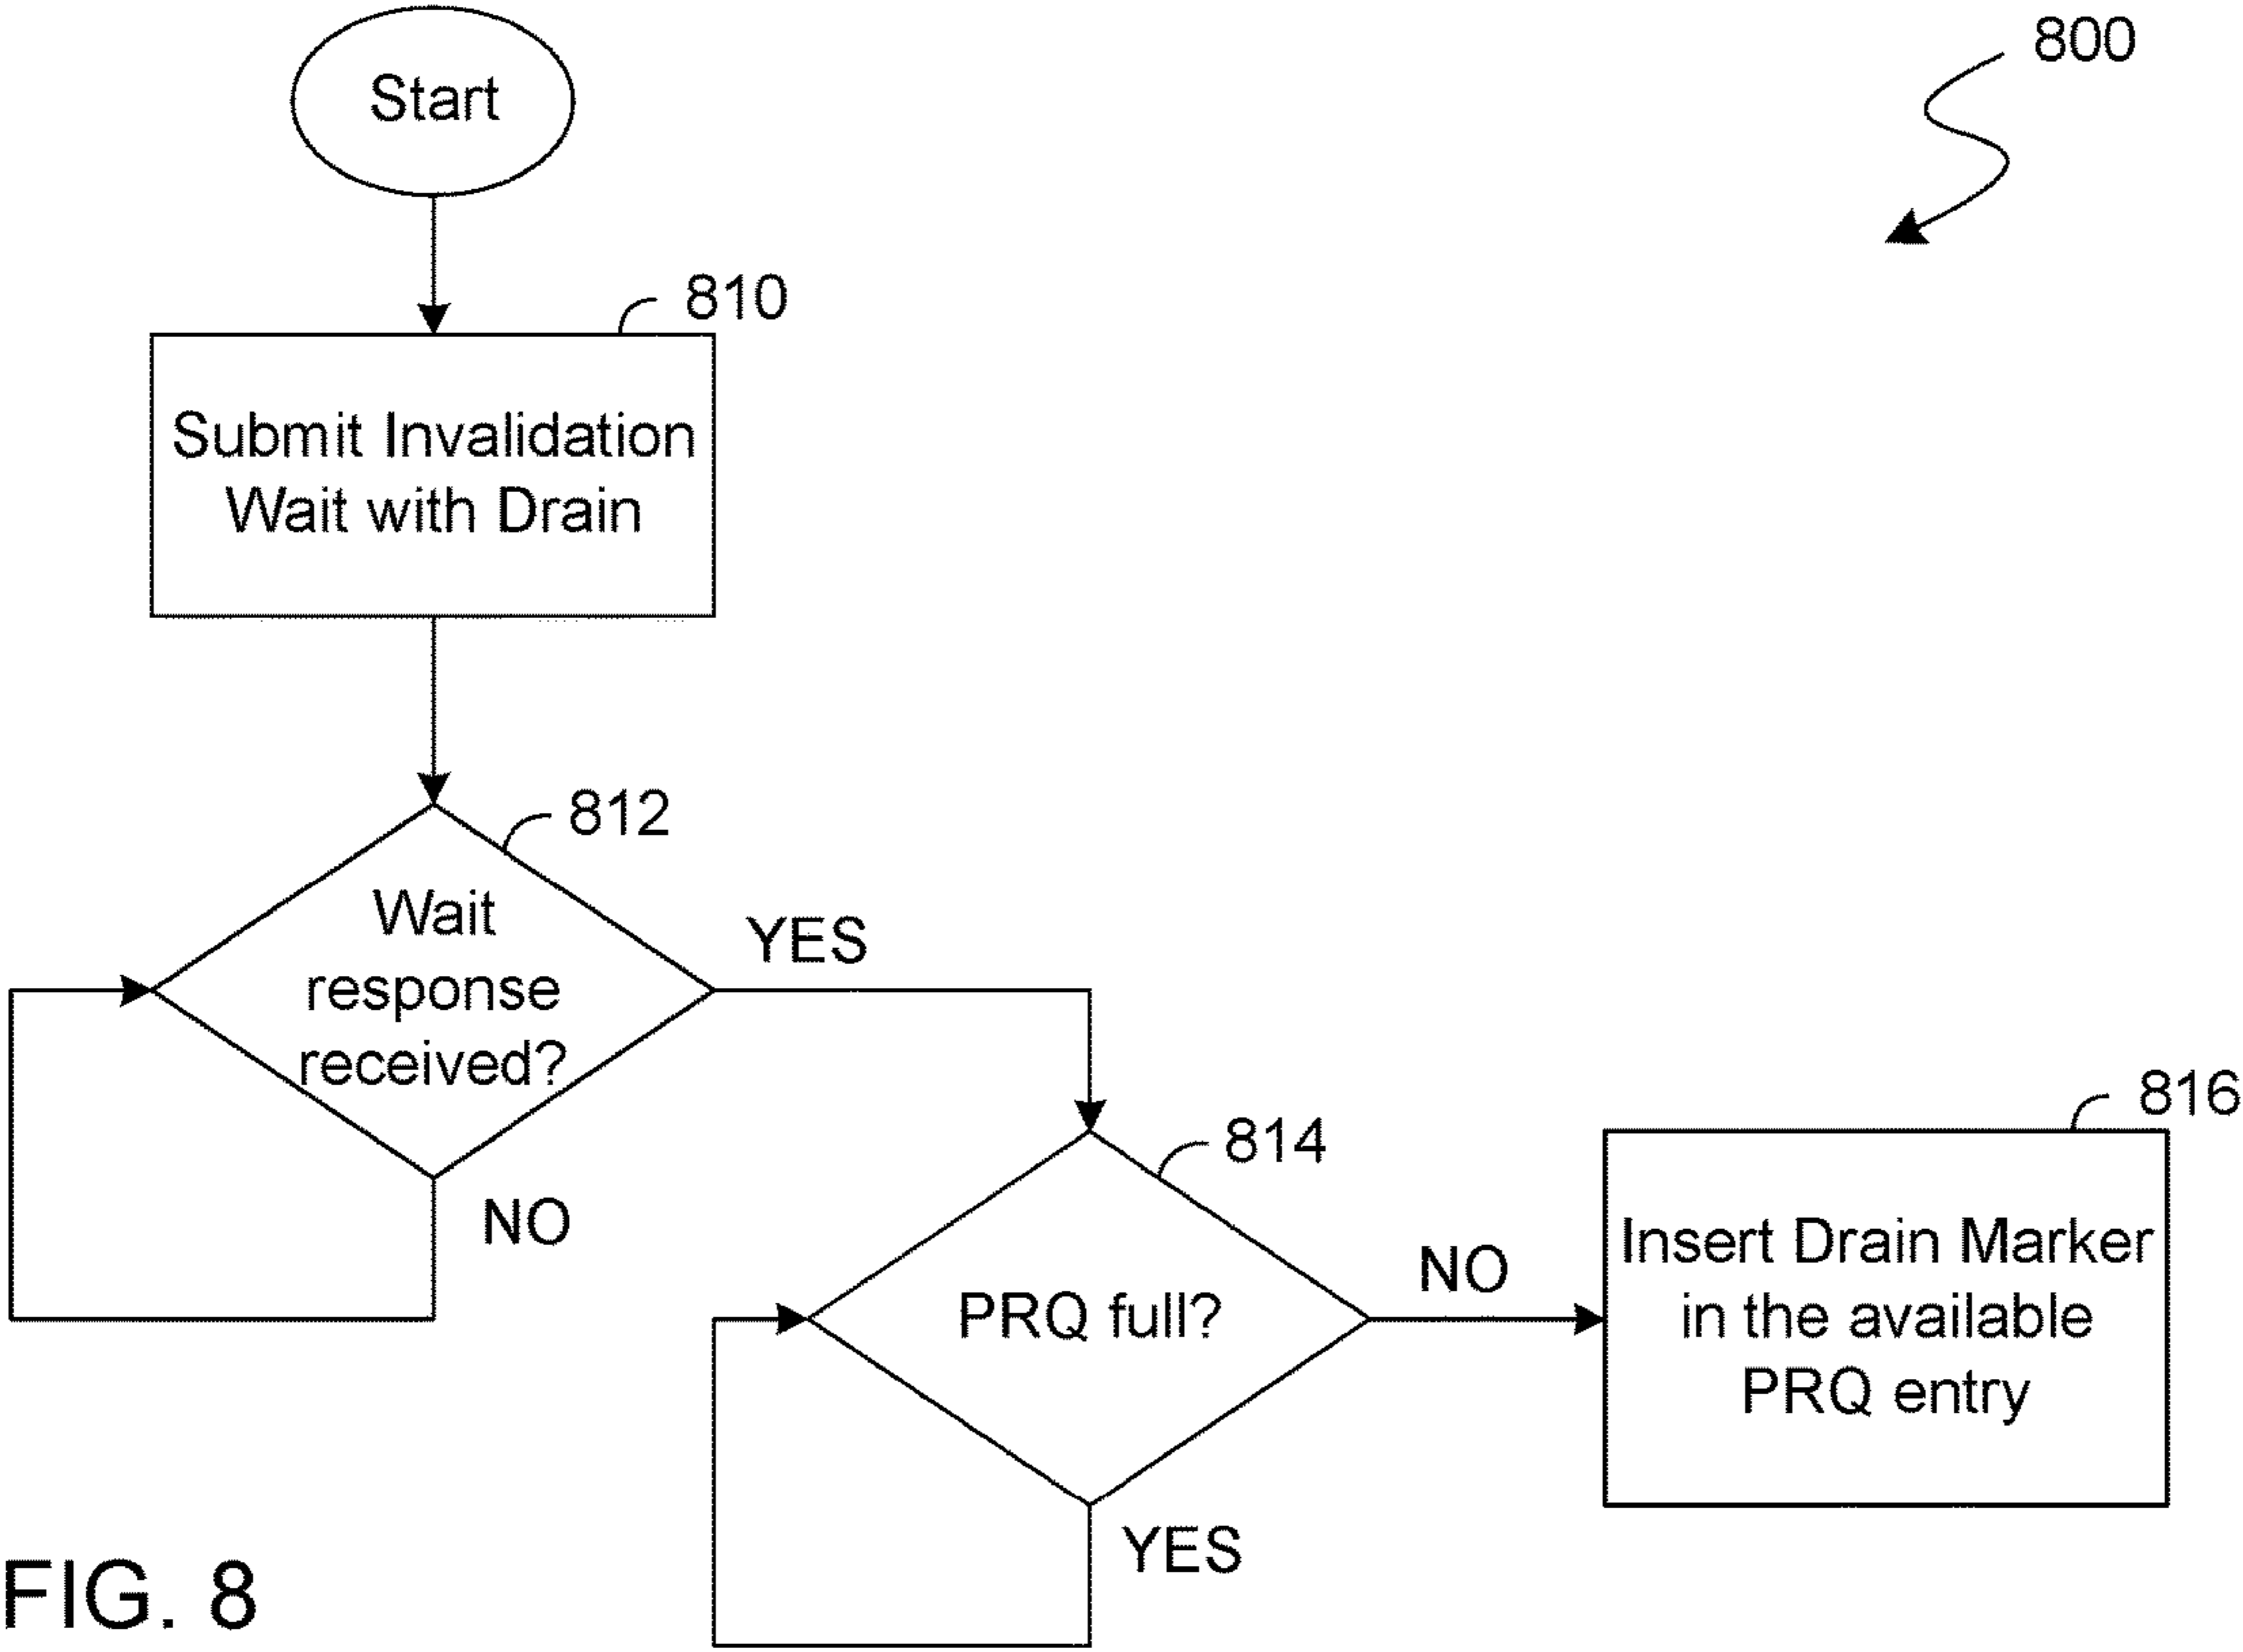 Start
800
810
Submit Invalidation
Wait with Drain
812
Wait
response
received?
YES
NO
814
PRQ full?
NO
YES
816
Insert Drain Marker
in the available
PRQ entry
FIG. 8